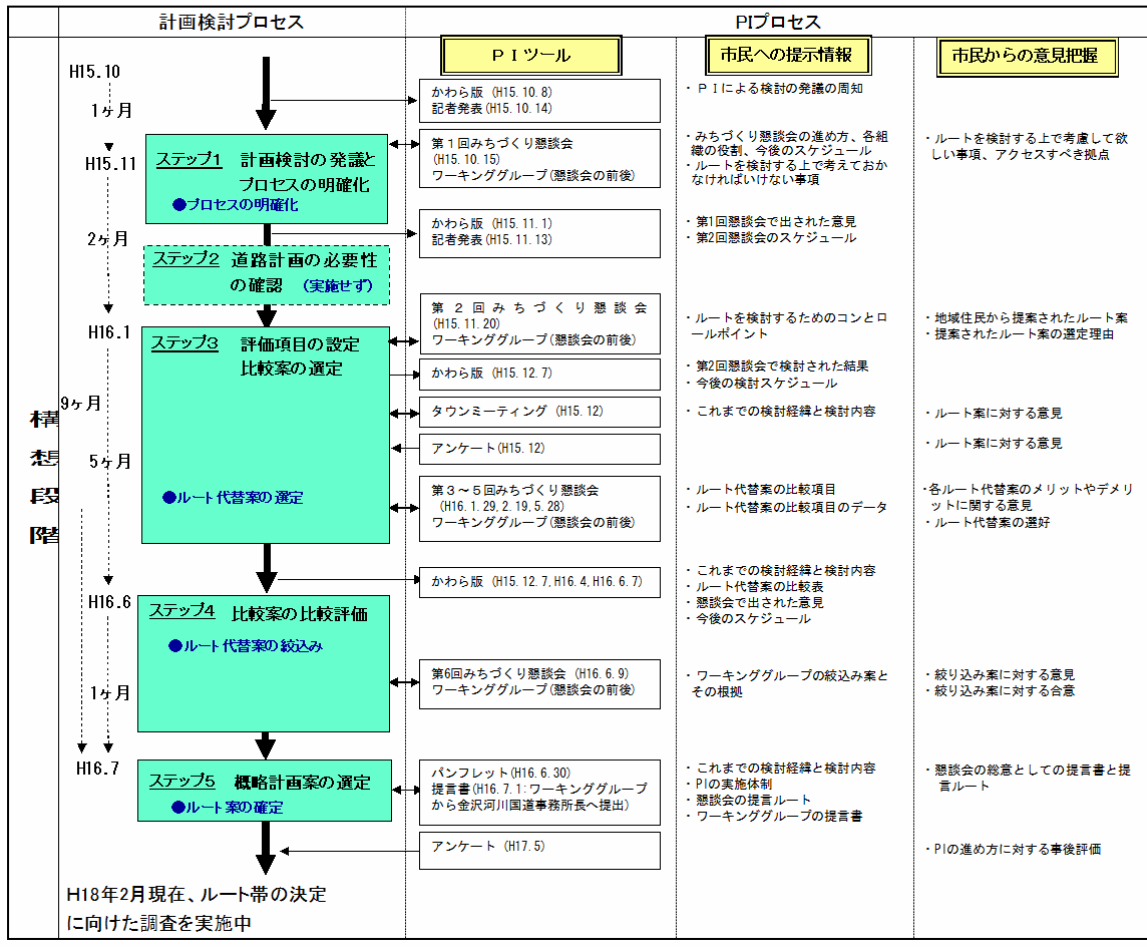 計画検討プロセス
PIプロセス
PIツール
市民への提示情報
市民からの意見把握
構想段階
H15.10
1ヶ月
H15.11
2ヶ月
H16.1
9ヶ月
5ヶ月
H16.6
1ヶ月
H16.7
かわら版 (H15.10.8)
記者発表(H15.10.14)
・ＰＩによる検討の発議の周知
ステップ1 計画検討の発議と
プロセスの明確化
●プロセスの明確化
第１回みちづくり懇談会
(H15.10.15)
ワーキンググループ(懇談会の前後)
・みちづくり懇談会の進め方、各組
織の役割、今後のスケジュール
・ルートを検討する上で考えておか
なければいけない事項
・ルートを検討する上で考慮して欲
しい事項、アクセスすべき拠点
かわら版 (H15.11.1)
記者発表(H15.11.13)
・第1回懇談会で出された意見
・第2回懇談会のスケジュール
ステップ2 道路計画の必要性
の確認 (実施せず)
ステップ3 評価項目の設定
比較案の選定
●ルート代替案の選定
第２回みちづくり懇談会
(H15.11.20)
ワーキンググループ(懇談会の前後)
・ルートを検討するためのコンとロ
ールポイント
・地域住民から提案されたルート案
・提案されたルート案の選定理由
かわら版 (H15.12.7)
・第2回懇談会で検討された結果
・今後の検討スケジュール
タウンミーティング (H15.12)
・これまでの検討経緯と検討内容
・ルート案に対する意見
アンケート(H15.12)
・ルート案に対する意見
第３～５回みちづくり懇談会
(H16.1.29, 2.19, 5.28)
ワーキンググループ(懇談会の前後)
・ルート代替案の比較項目
・ルート代替案の比較項目のデータ
・各ルート代替案のメリットやデメリ
ットに関する意見
・ルート代替案の選好
かわら版 (H15.12.7, H16.4, H16.6.7)
・これまでの検討経緯と検討内容
・ルート代替案の比較表
・懇談会で出された意見
・今後のスケジュール
ステップ4 比較案の比較評価
●ルート代替案の絞込み
第6回みちづくり懇談会 (H16.6.9)
ワーキンググループ(懇談会の前後)
・ワーキンググループの絞込み案と
その根拠
・絞り込み案に対する意見
・絞り込み案に対する合意
ステップ5 概略計画案の選定
●ルート案の確定
パンフレット(H16.6.30)
提言書(H16.7.1:ワーキンググループ
から金沢河川国道事務所長へ提出)
・これまでの検討経緯と検討内容
・PIの実施体制
・懇談会の提言ルート
・ワーキンググループの提言書
・懇談会の総意としての提言書と提
言ルート
アンケート (H17.5)
・PIの進め方に対する事後評価
H18年2月現在、ルート帯の決定
に向けた調査を実施中